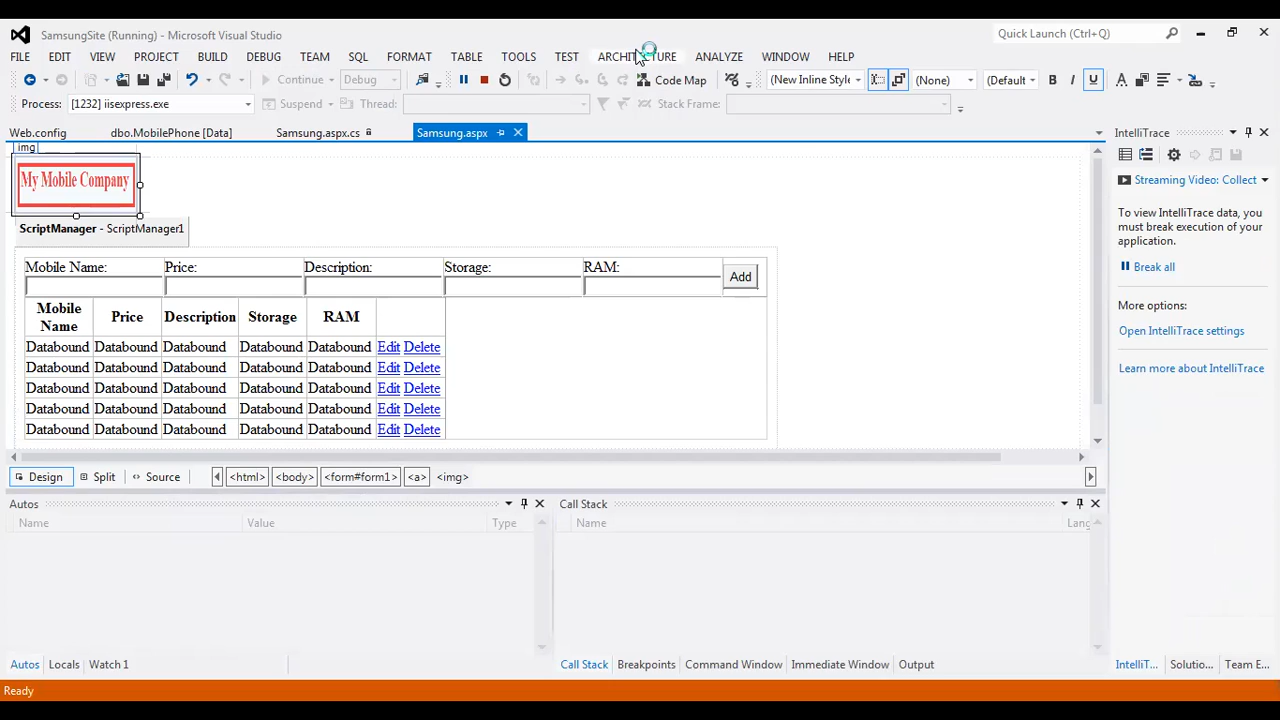 SamsungSite (Running) - Microsoft Visual Studio
Quick Launch (Ctrl+Q)
FILE EDIT VIEW PROJECT BUILD DEBUG TEAM SQL FORMAT TABLE TOOLS TEST ARCHITECTURE ANALYZE WINDOW HELP
Continue Debug Code Map (New Inline Style (None) (Default B I U A
Process: [1232] iisexpress.exe Suspend Thread: Stack Frame:
Web.config dbo.MobilePhone [Data] Samsung.aspx.cs Samsung.aspx
img
My Mobile Company
ScriptManager - ScriptManager1
Mobile Name: Price: Description: Storage: RAM: Add
Mobile Name Price Description Storage RAM
Databound Databound Databound Databound Databound Edit Delete
Databound Databound Databound Databound Databound Edit Delete
Databound Databound Databound Databound Databound Edit Delete
Databound Databound Databound Databound Databound Edit Delete
Databound Databound Databound Databound Databound Edit Delete
Design Split Source <html> <body> <form#form1> <a> <img>
IntelliTrace
Streaming Video: Collect
To view IntelliTrace data, you
must break execution of your
application.
Break all
More options:
Open IntelliTrace settings
Learn more about IntelliTrace
Autos
Name Value Type
Call Stack
Name Lang
Autos Locals Watch 1
Call Stack Breakpoints Command Window Immediate Window Output
IntelliT... Solutio... Team E...
Ready